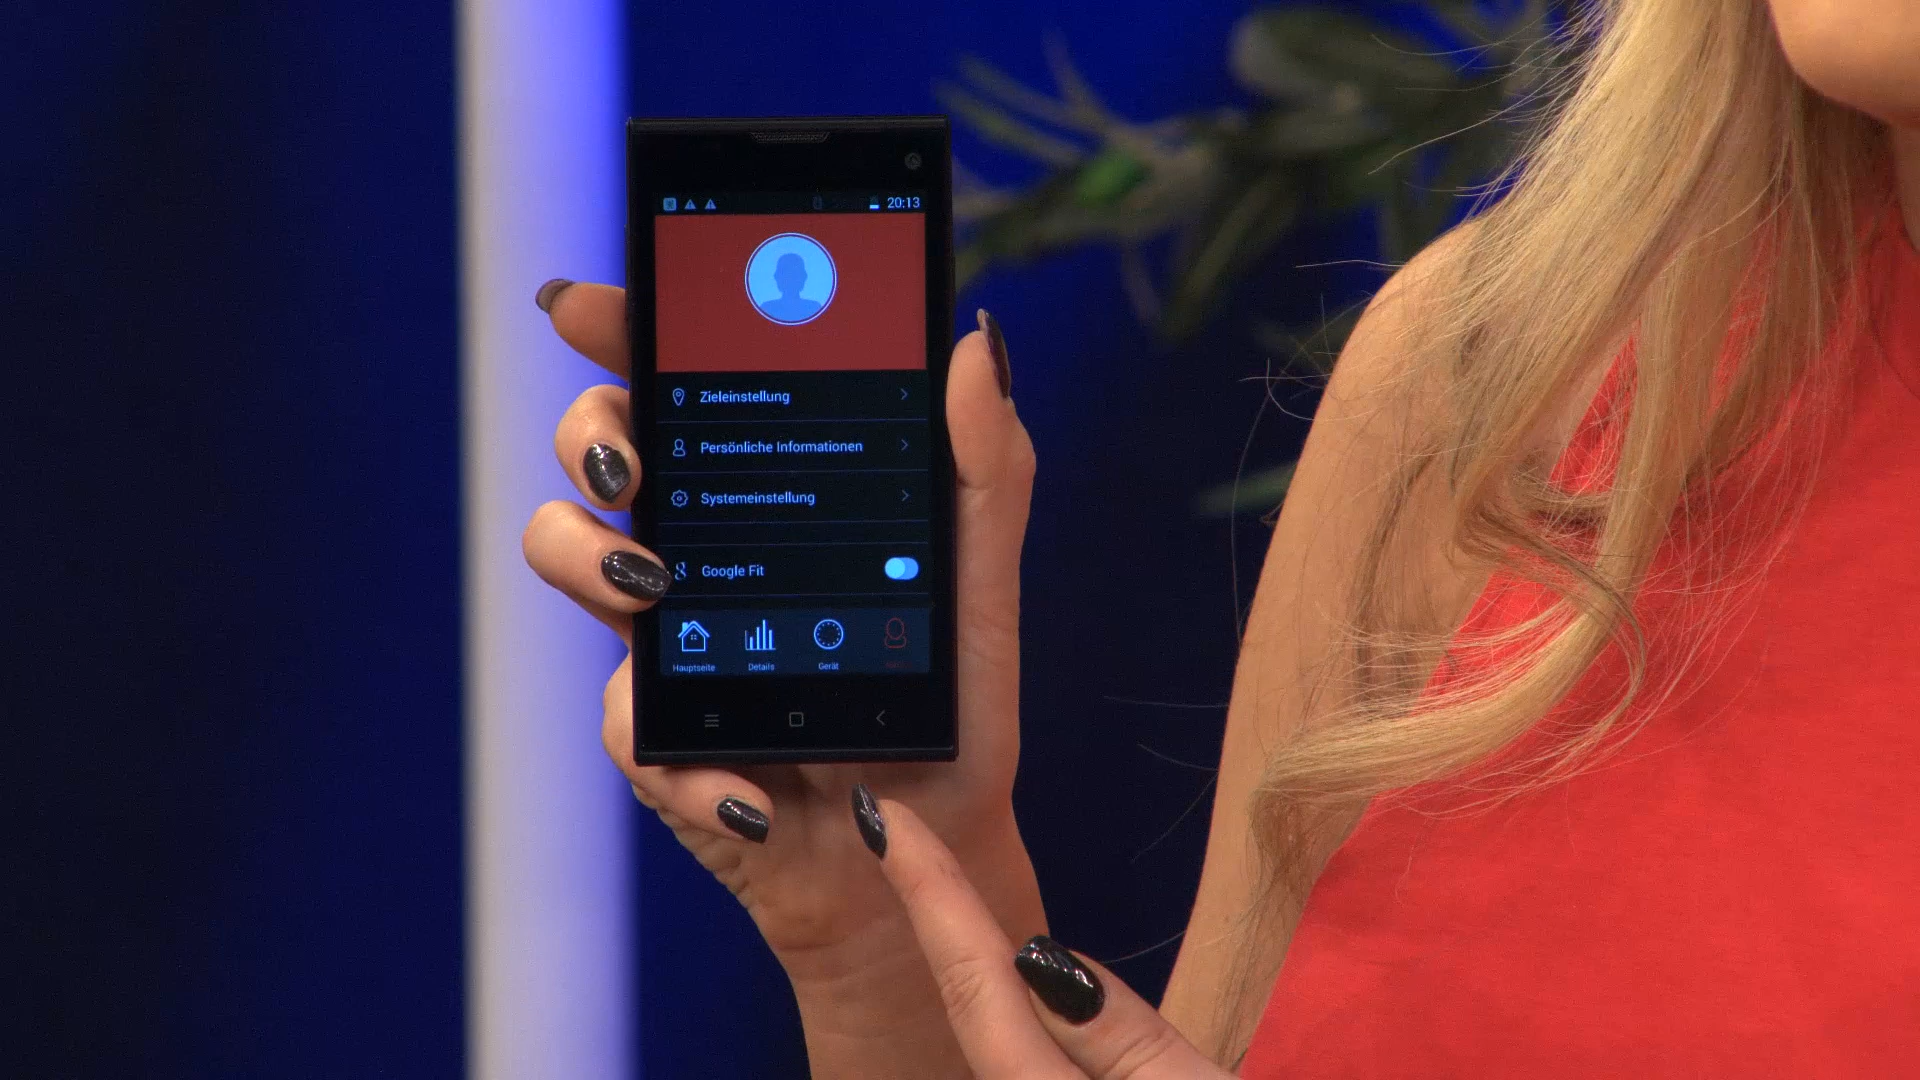 20:13
Zieleinstellung
Persönliche Informationen
Systemeinstellung
Google Fit
Hauptseite Details Gerät